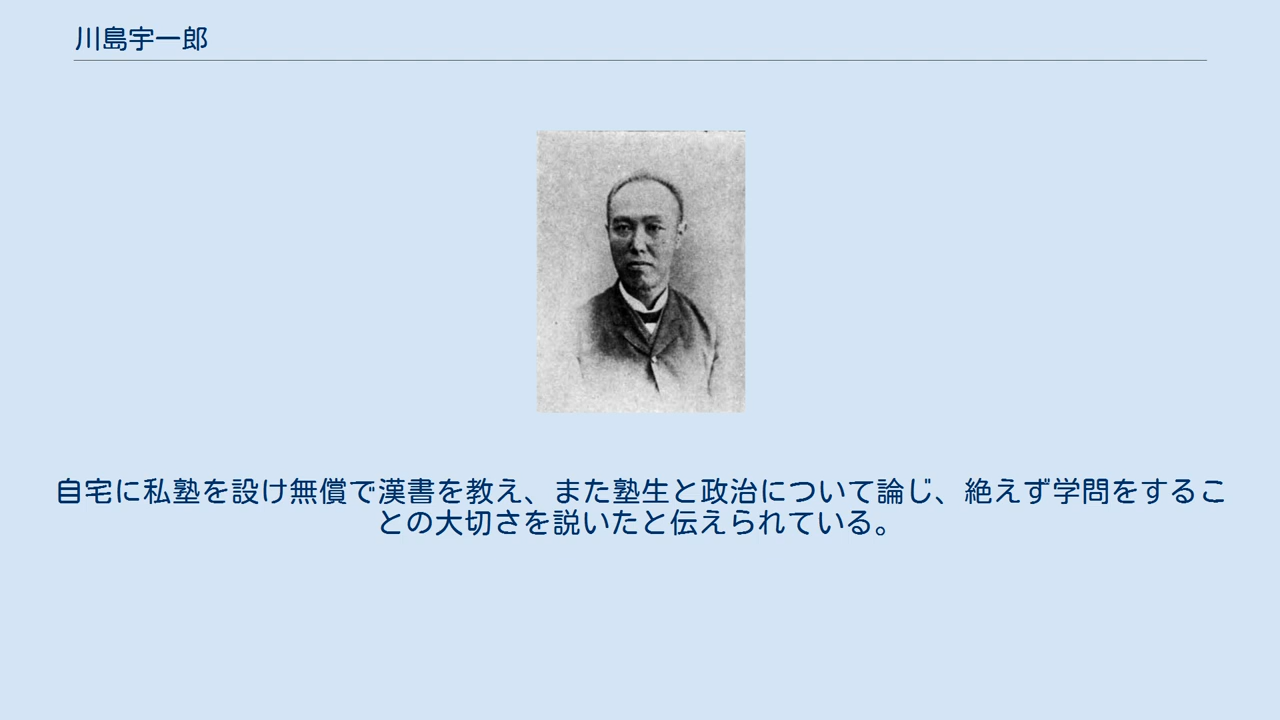 川島宇一郎
自宅に私塾を設け無償で漢書を教え、また塾生と政治について論じ、絶えず学問をするこ
との大切さを説いたと伝えられている。